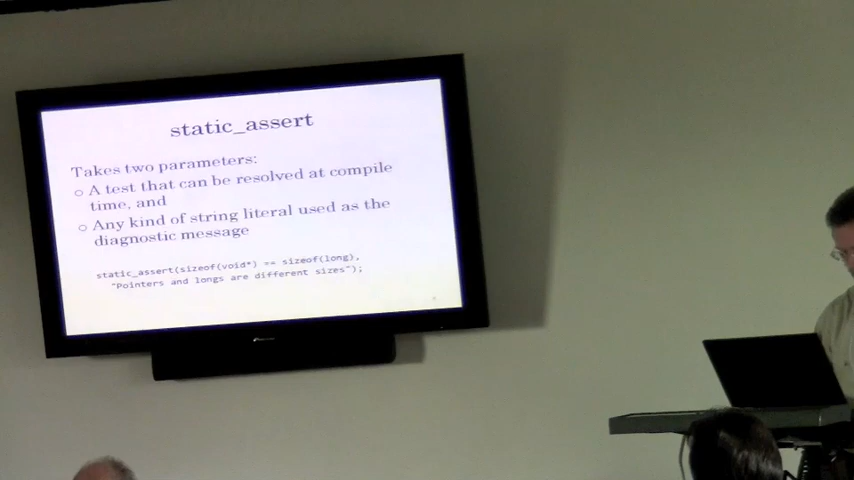 static_assert
Takes two parameters:
○ A test that can be resolved at compile
time, and
○ Any kind of string literal used as the
diagnostic message
static_assert(sizeof(void*) == sizeof(long),
"Pointers and longs are different sizes");